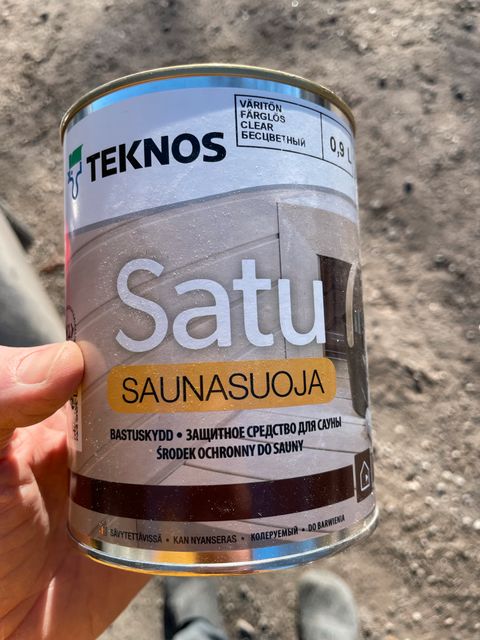 VÄRITÖN
FÄRGLÖS
CLEAR
БЕСЦВЕТНЫЙ
0,9 L
TEKNOS
Satu
SAUNASUOJA
BASTUSKYDD • ЗАЩИТНОЕ СРЕДСТВО ДЛЯ САУНЫ
ŚRODEK OCHRONNY DO SAUNY
SÄVYTETTÄVISSÄ • KAN NYANSERAS • КОЛЕРУЕМЫЙ • DO BARWIENIA